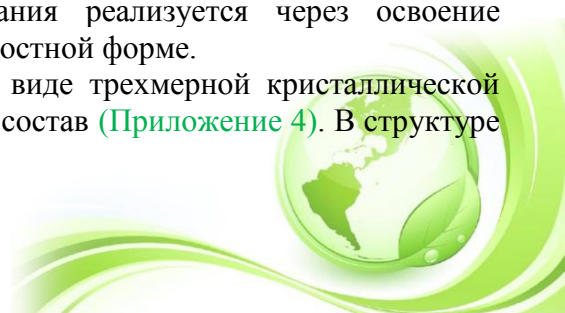 ания реализуется через освоение
остной форме.
виде трехмерной кристаллической
состав (Приложение 4). В структуре